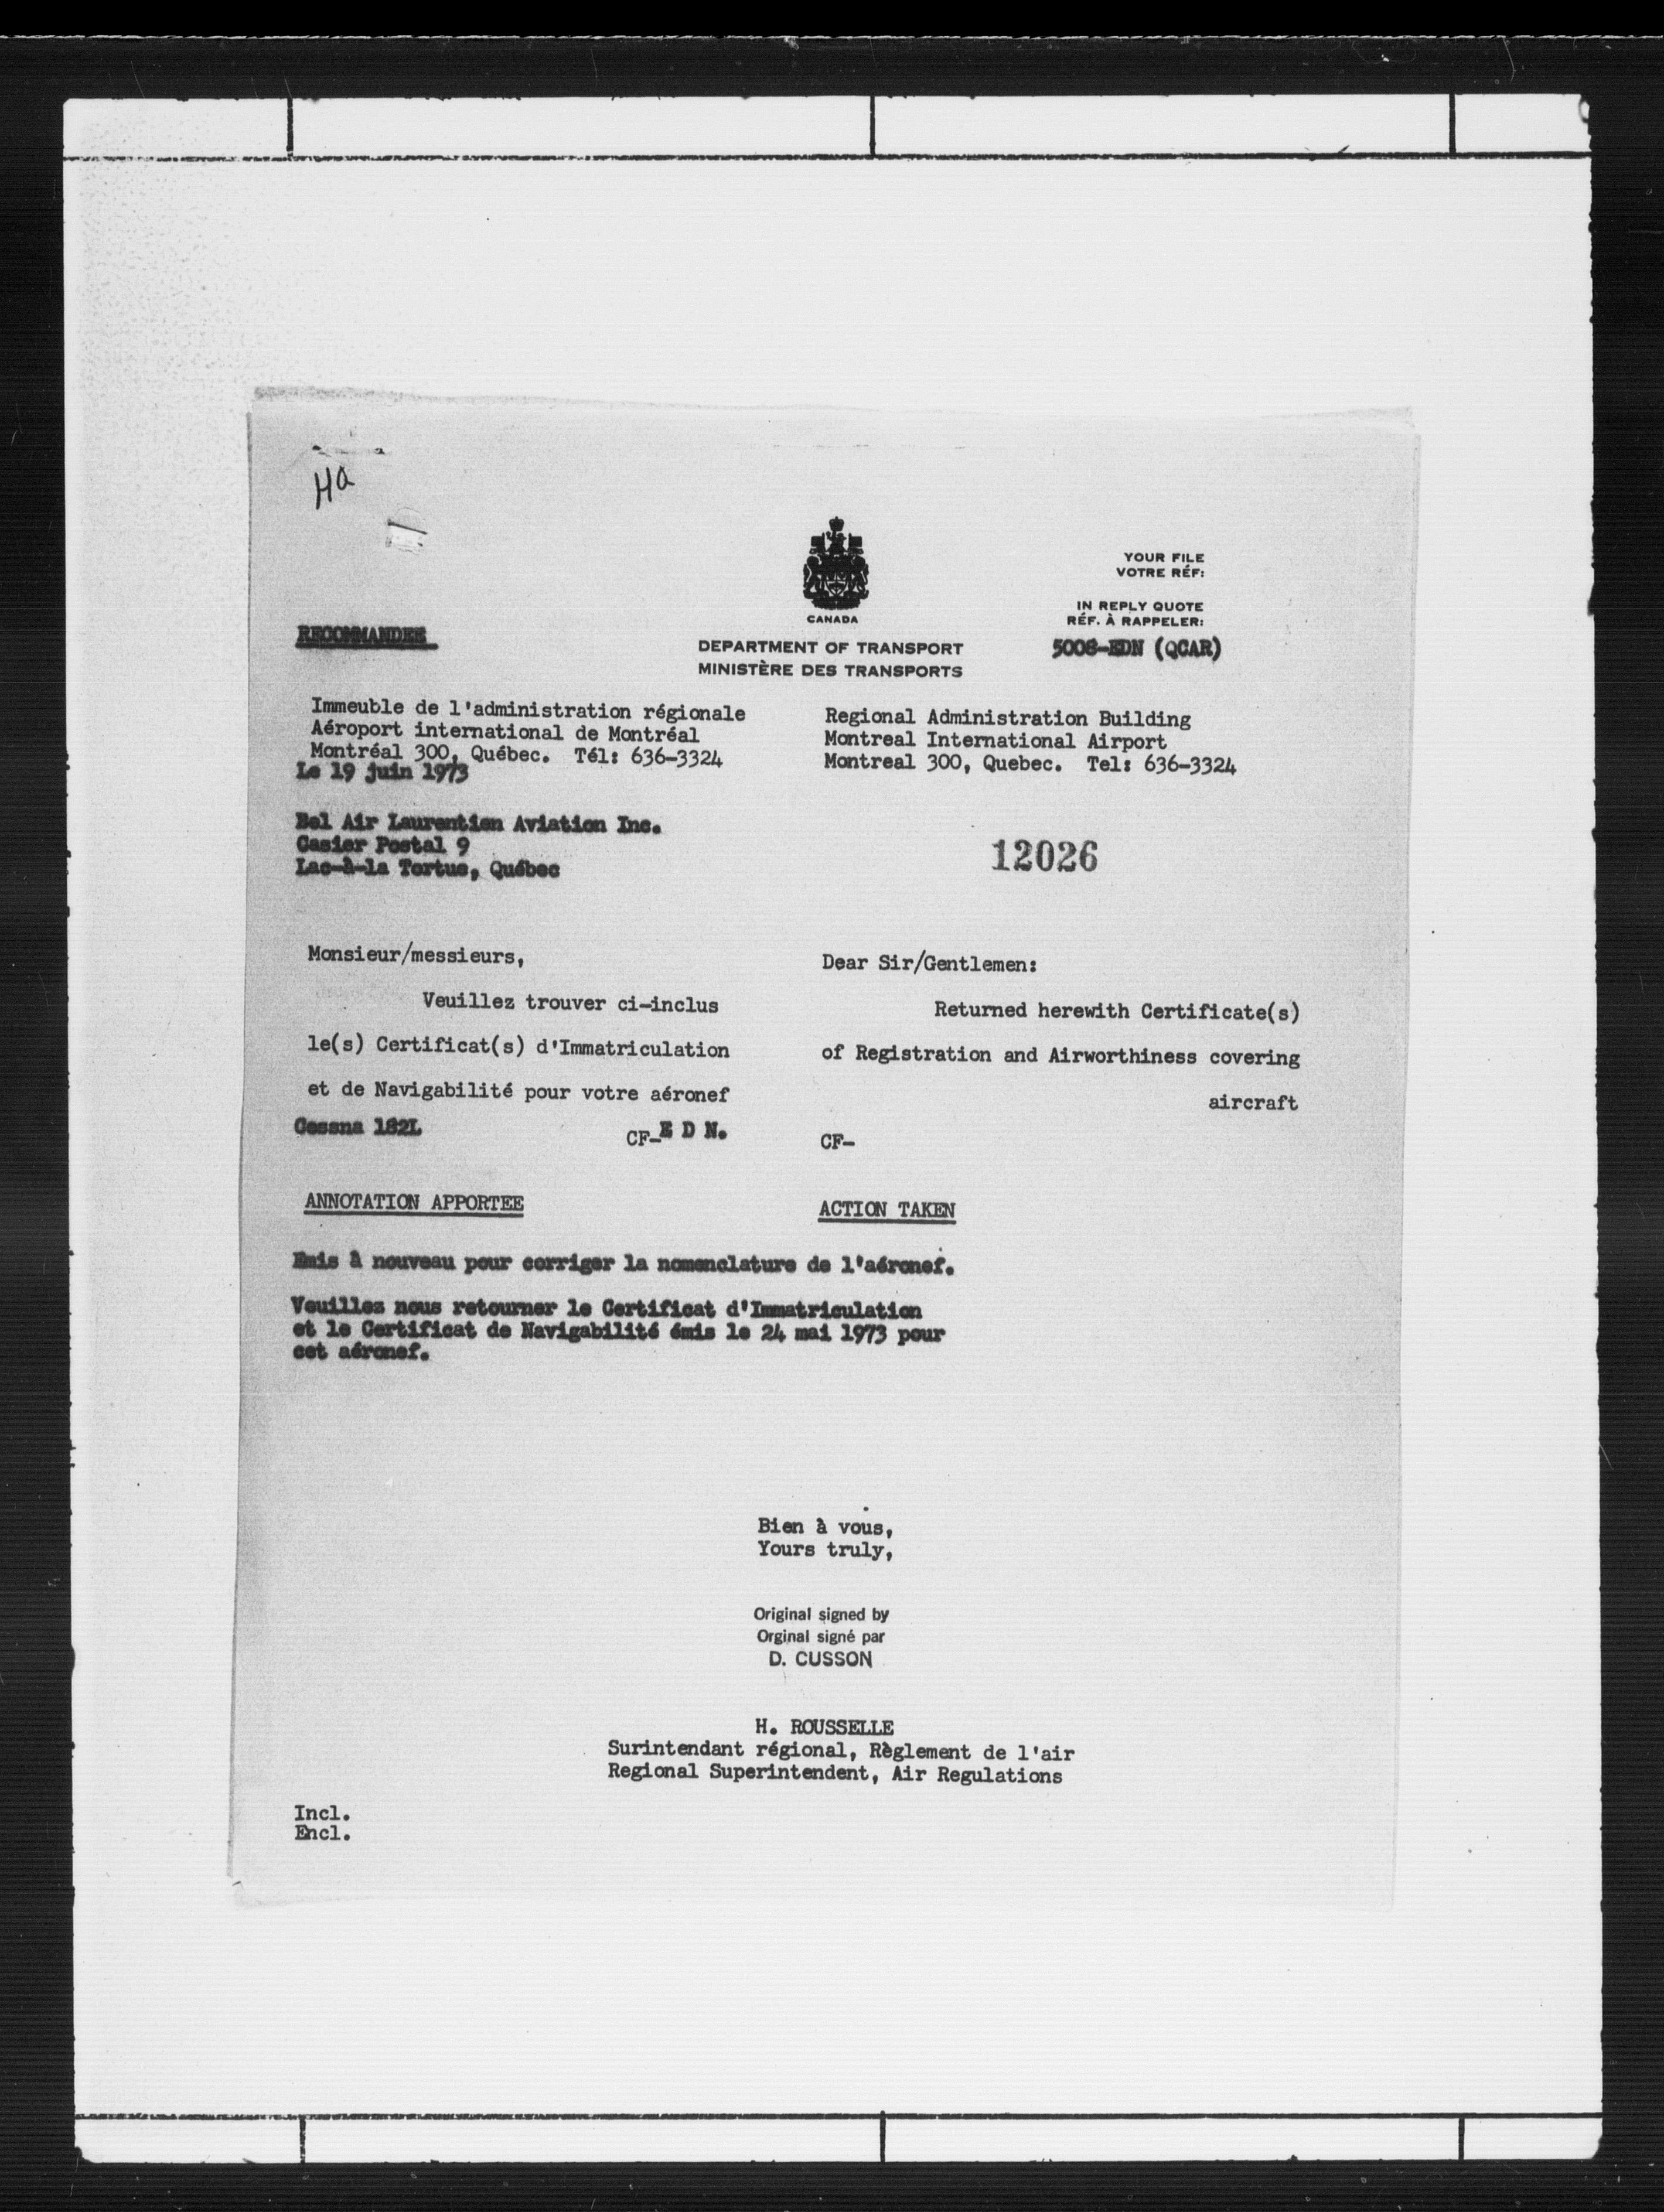 Ha
YOUR FILE
VOTRE RÉF:
IN REPLY QUOTE
RÉF. À RAPPELER:
5008-EDN (QCAR)
CANADA
RECOMMANDEE
DEPARTMENT OF TRANSPORT
MINISTÈRE DES TRANSPORTS
Immeuble de l'administration régionale
Aéroport international de Montréal
Montréal 300, Québec. Tél: 636-3324
Le 19 juin 1973
Regional Administration Building
Montreal International Airport
Montreal 300, Quebec. Tel: 636-3324
Bel Air Laurentien Aviation Inc.
Casier Postal 9
Lac-à-la Tortue, Québec
12026
Monsieur/messieurs,
Veuillez trouver ci-inclus
le(s) Certificat(s) d'Immatriculation
et de Navigabilité pour votre aéronef
Cessna 182L CF-E D N.
Dear Sir/Gentlemen:
Returned herewith Certificate(s)
of Registration and Airworthiness covering
aircraft
CF-
ANNOTATION APPORTEE
ACTION TAKEN
Emis à nouveau pour corriger la nomenclature de l'aéronef.
Veuillez nous retourner le Certificat d'Immatriculation
et le Certificat de Navigabilité émis le 24 mai 1973 pour
cet aéronef.
Bien à vous,
Yours truly,
Original signed by
Orginal signé par
D. CUSSON
H. ROUSSELLE
Surintendant régional, Règlement de l'air
Regional Superintendent, Air Regulations
Incl.
Encl.